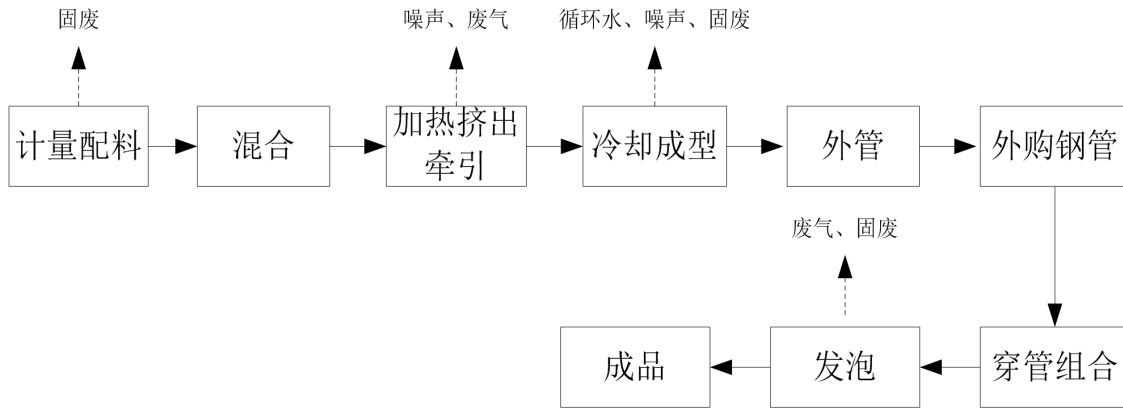 固废
噪声、废气
循环水、噪声、固废
计量配料
混合
加热挤出
牵引
冷却成型
外管
外购钢管
废气、固废
成品
发泡
穿管组合